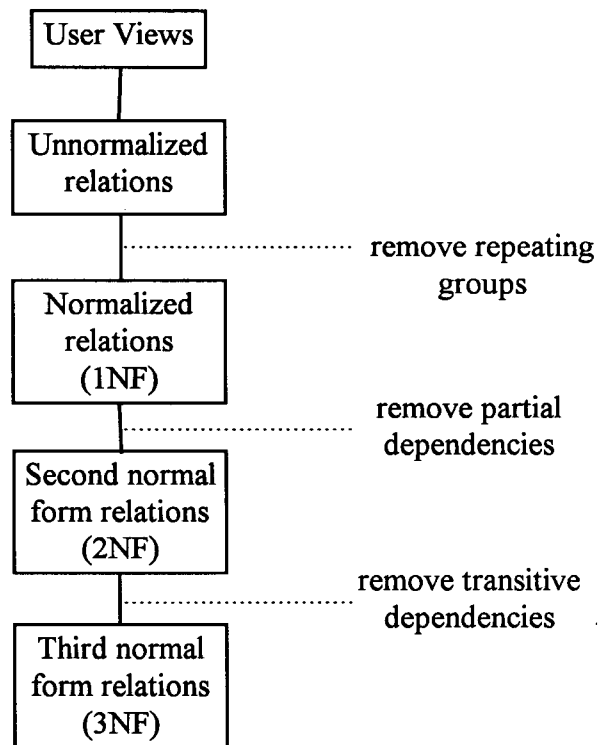 User Views
Unnormalized
relations
remove repeating
groups
Normalized
relations
(1NF)
remove partial
dependencies
Second normal
form relations
(2NF)
remove transitive
dependencies
Third normal
form relations
(3NF)